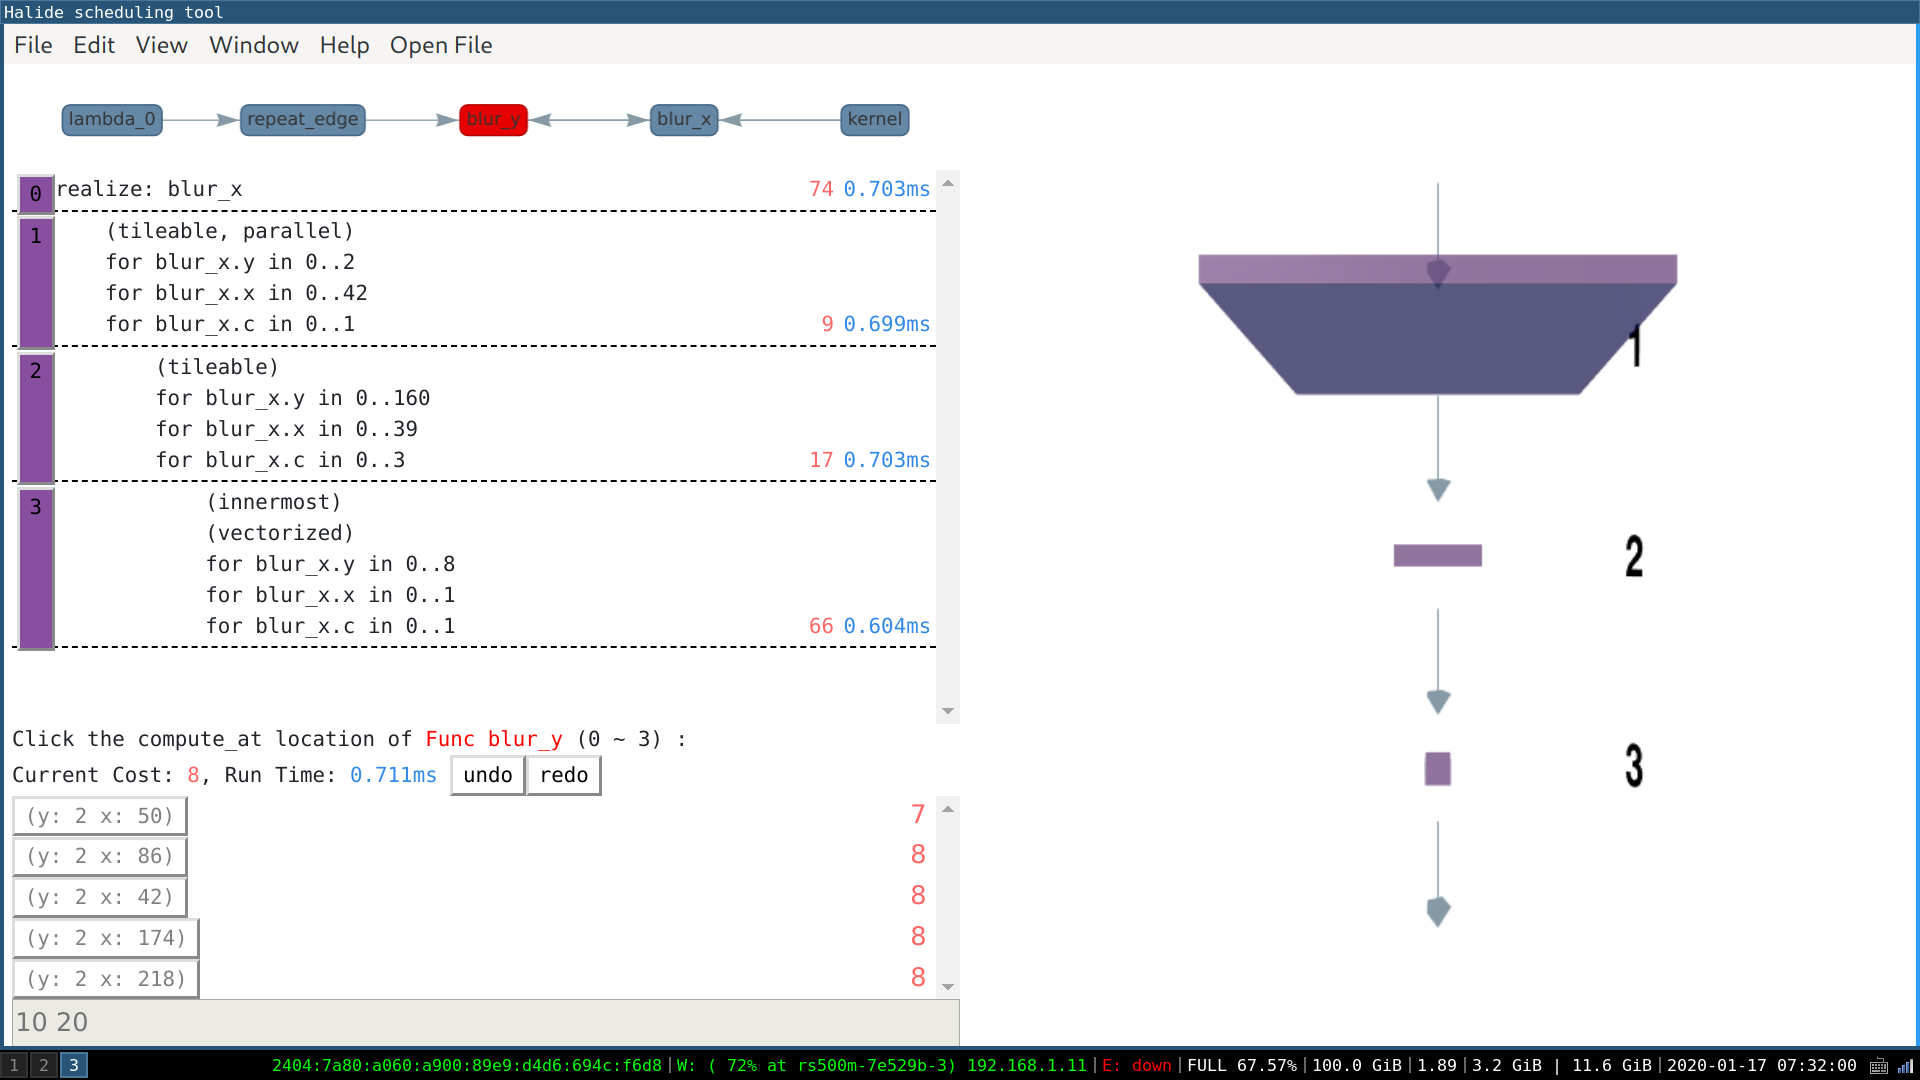 Halide scheduling tool
File Edit View Window Help Open File
lambda_0 repeat_edge blur_y blur_x kernel
0 realize: blur_x 74 0.703ms
1 (tileable, parallel)
for blur_x.y in 0..2
for blur_x.x in 0..42
for blur_x.c in 0..1 9 0.699ms
2 (tileable)
for blur_x.y in 0..160
for blur_x.x in 0..39
for blur_x.c in 0..3 17 0.703ms
3 (innermost)
(vectorized)
for blur_x.y in 0..8
for blur_x.x in 0..1
for blur_x.c in 0..1 66 0.604ms
Click the compute_at location of Func blur_y (0 ~ 3) :
Current Cost: 8, Run Time: 0.711ms undo redo
(y: 2 x: 50) 7
(y: 2 x: 86) 8
(y: 2 x: 42) 8
(y: 2 x: 174) 8
(y: 2 x: 218) 8
10 20
1
2
3
1 2 3 2404:7a80:a060:a900:89e9:d4d6:694c:f6d8|W: ( 72% at rs500m-7e529b-3) 192.168.1.11|E: down|FULL 67.57%|100.0 GiB|1.89|3.2 GiB | 11.6 GiB|2020-01-17 07:32:00